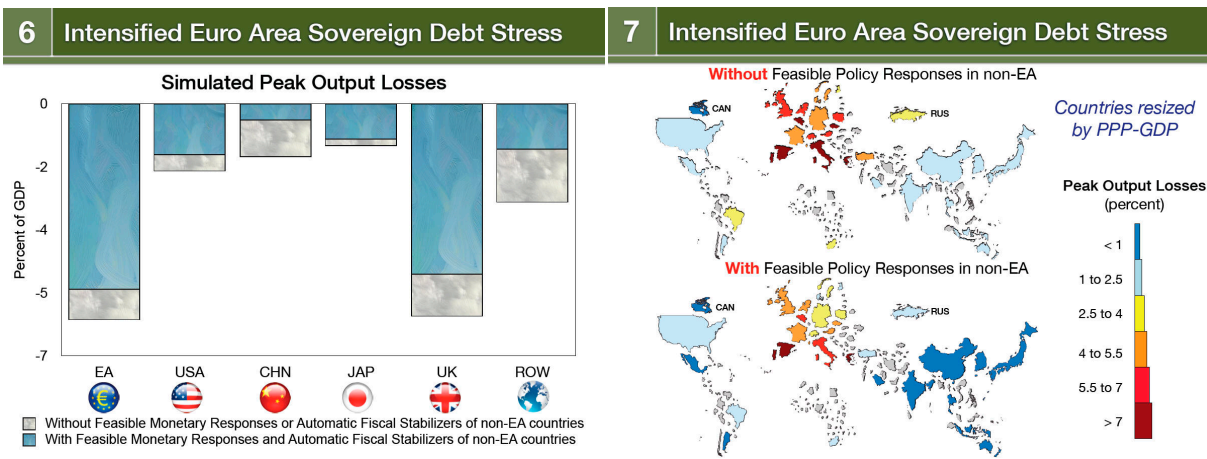 6 Intensified Euro Area Sovereign Debt Stress
Simulated Peak Output Losses
Percent of GDP
0
-2
-4
-5
-7
EA USA CHN JAP UK ROW
Without Feasible Monetary Responses or Automatic Fiscal Stabilizers of non-EA countries
With Feasible Monetary Responses and Automatic Fiscal Stabilizers of non-EA countries
7 Intensified Euro Area Sovereign Debt Stress
Without Feasible Policy Responses in non-EA
CAN
RUS
Countries resized
by PPP-GDP
With Feasible Policy Responses in non-EA
CAN
RUS
Peak Output Losses
(percent)
< 1
1 to 2.5
2.5 to 4
4 to 5.5
5.5 to 7
> 7